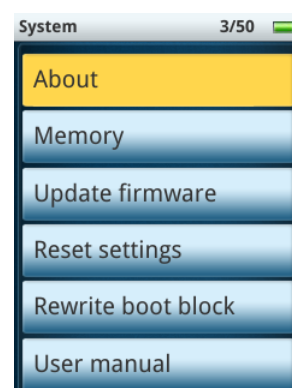 System 3/50
About
Memory
Update firmware
Reset settings
Rewrite boot block
User manual